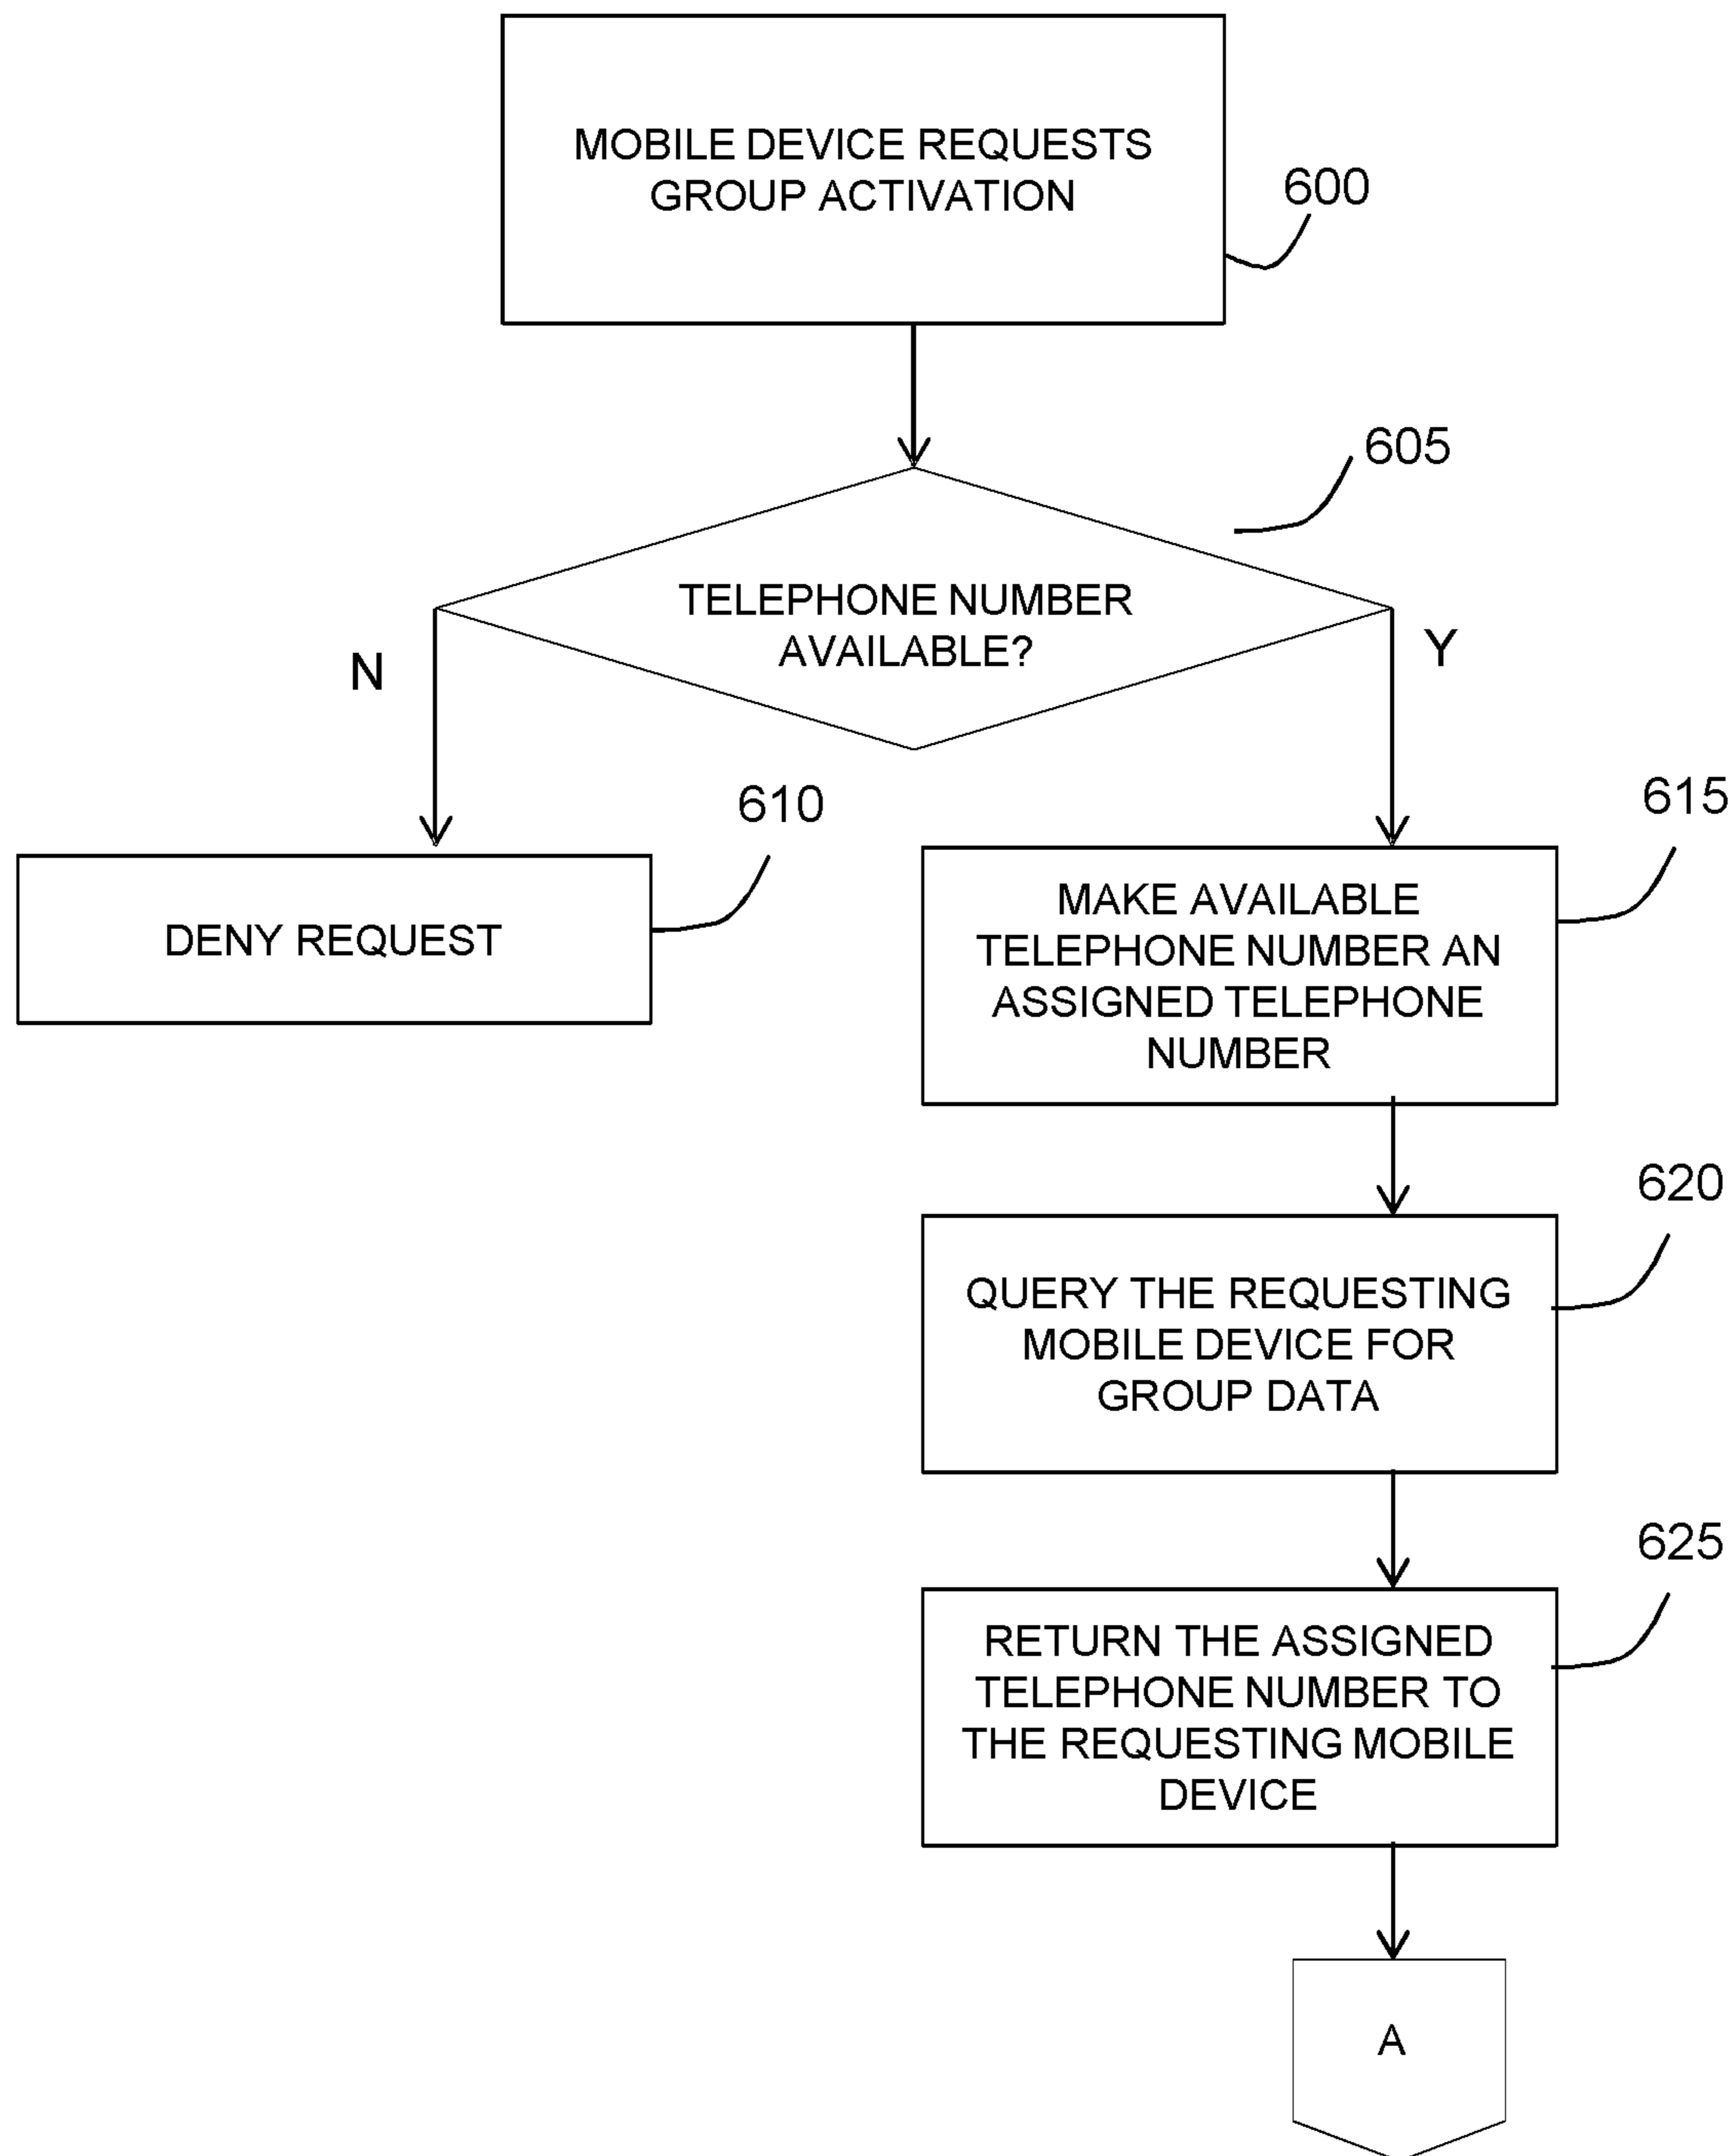 MOBILE DEVICE REQUESTS
GROUP ACTIVATION
600
605
TELEPHONE NUMBER
AVAILABLE?
N
Y
610
615
DENY REQUEST
MAKE AVAILABLE
TELEPHONE NUMBER AN
ASSIGNED TELEPHONE
NUMBER
620
QUERY THE REQUESTING
MOBILE DEVICE FOR
GROUP DATA
625
RETURN THE ASSIGNED
TELEPHONE NUMBER TO
THE REQUESTING MOBILE
DEVICE
A